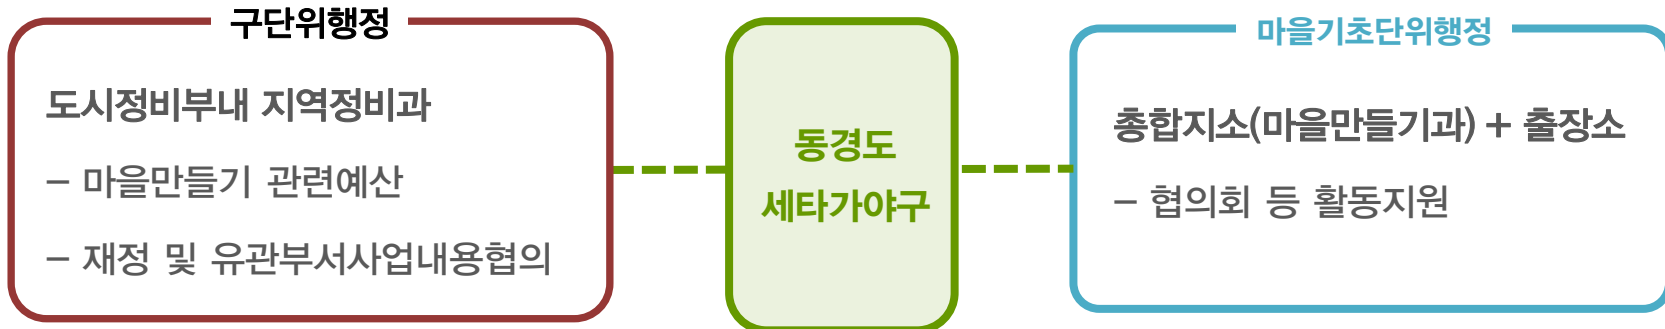 구단위행정
도시정비부내 지역정비과
– 마을만들기 관련예산
– 재정 및 유관부서사업내용협의
동경도
세타가야구
마을기초단위행정
총합지소(마을만들기과) + 출장소
– 협의회 등 활동지원